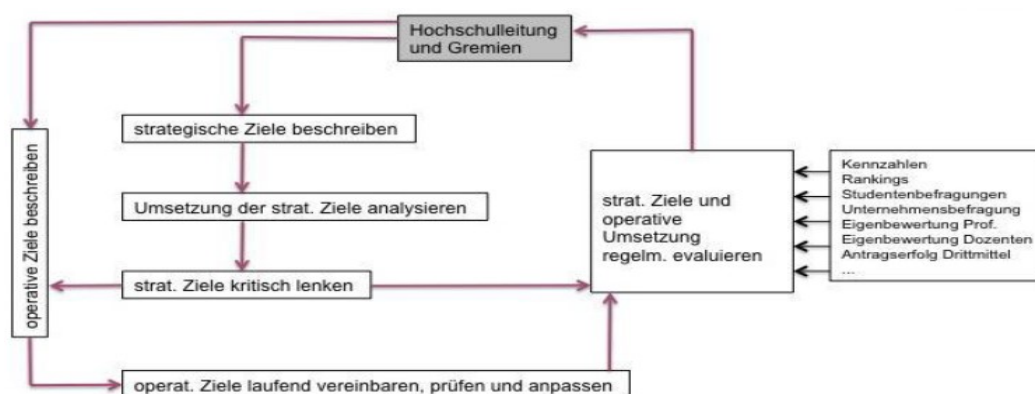 Hochschulleitung
und Gremien
strategische Ziele beschreiben
operative Ziele beschreiben
Umsetzung der strat. Ziele analysieren
strat. Ziele kritisch lenken
strat. Ziele und
operative
Umsetzung
regelm. evaluieren
Kennzahlen
Rankings
Studentenbefragungen
Unternehmensbefragung
Eigenbewertung Prof.
Eigenbewertung Dozenten
Antragserfolg Drittmittel
...
operat. Ziele laufend vereinbaren, prüfen und anpassen